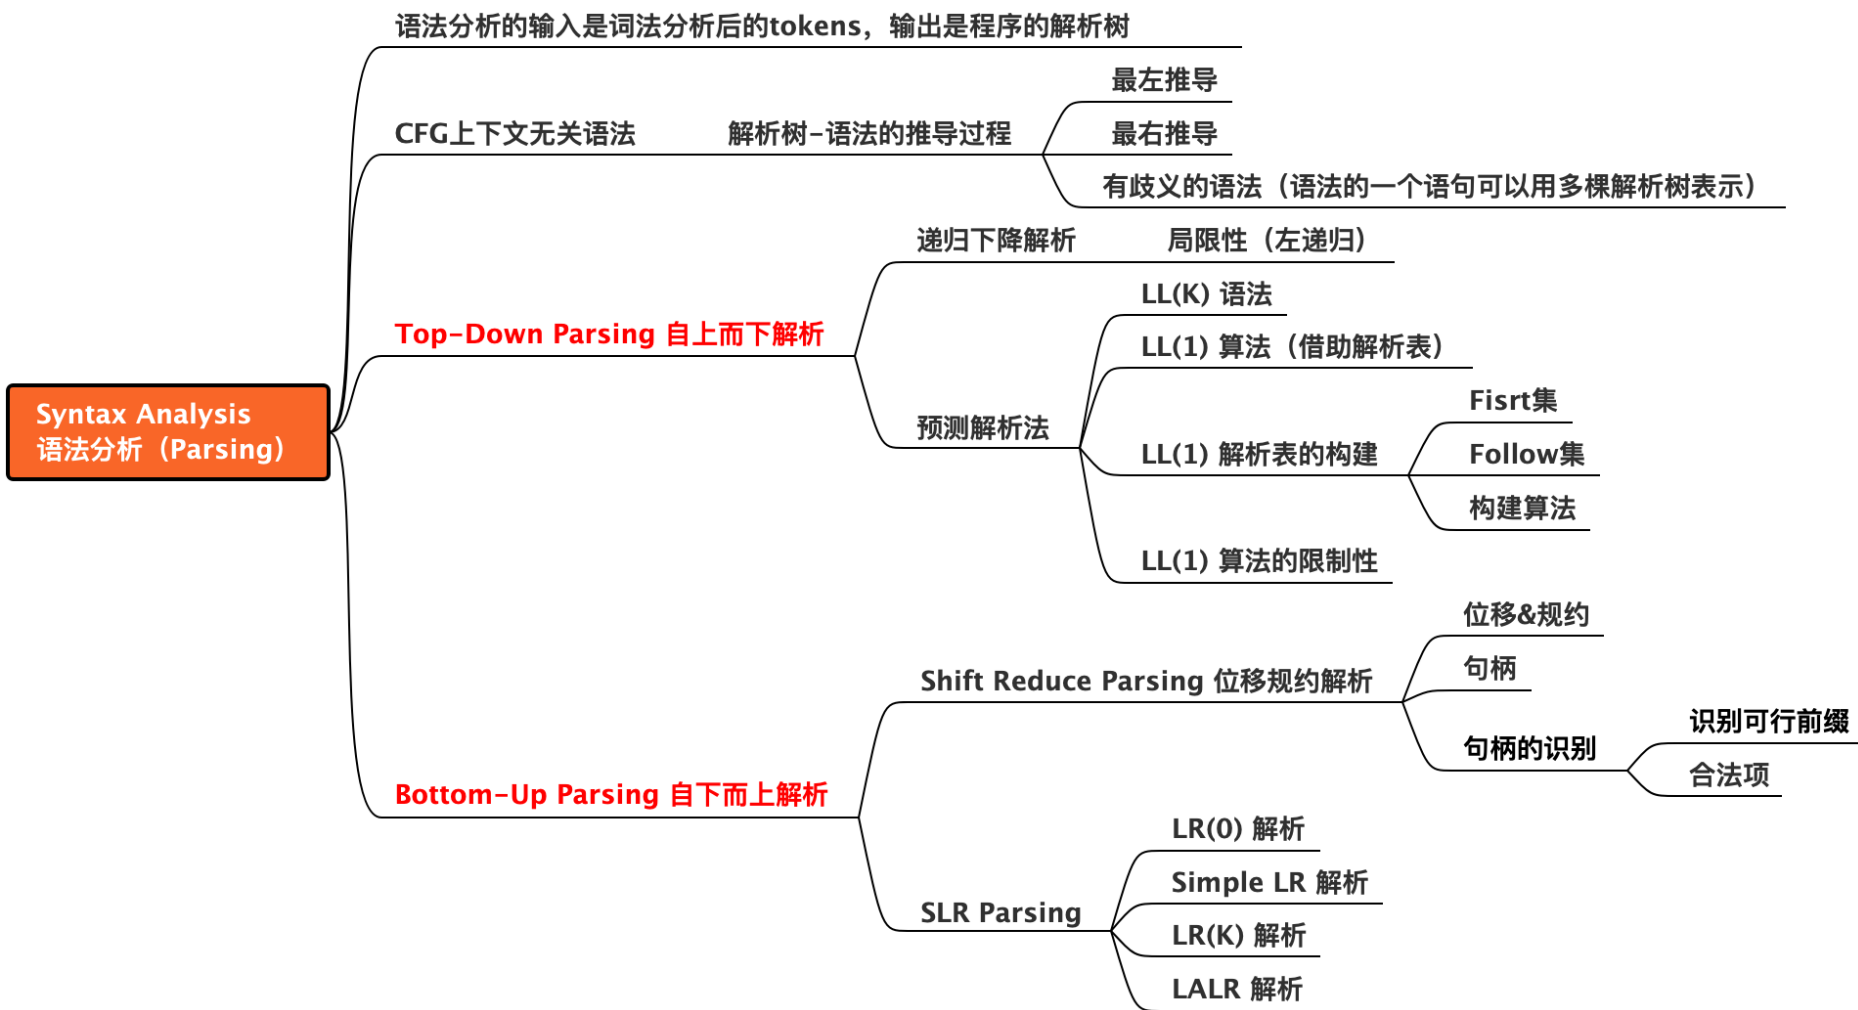 语法分析的输入是词法分析后的tokens，输出是程序的解析树
最左推导
CFG上下文无关语法
解析树-语法的推导过程
最右推导
有歧义的语法（语法的一个语句可以用多棵解析树表示）
递归下降解析
局限性（左递归）
LL(K) 语法
Top-Down Parsing 自上而下解析
LL(1) 算法（借助解析表）
Syntax Analysis
语法分析（Parsing）
预测解析法
Fisrt集
LL(1) 解析表的构建
Follow集
构建算法
LL(1) 算法的限制性
位移&规约
Shift Reduce Parsing 位移规约解析
句柄
句柄的识别
识别可行前缀
合法项
Bottom-Up Parsing 自下而上解析
LR(0) 解析
Simple LR 解析
SLR Parsing
LR(K) 解析
LALR 解析